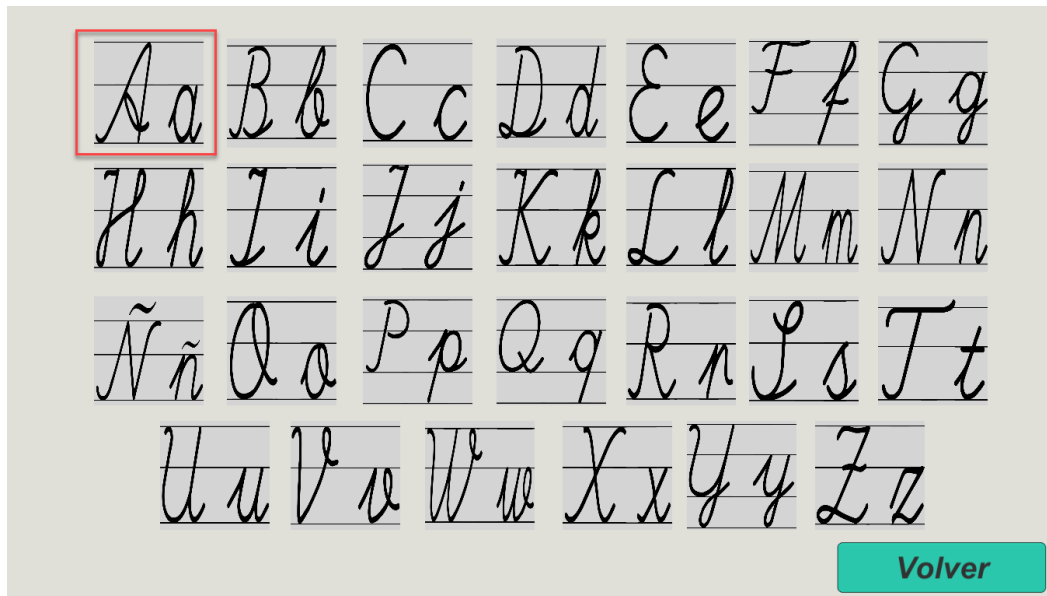 Aa Bb Cc Dd Ee Ff Gg
Hh Ii Jj Kk Ll Mm Nn
Ññ Oo Pp Qq Rr Ss Tt
Uu Vv Ww Xx Yy Zz
Volver